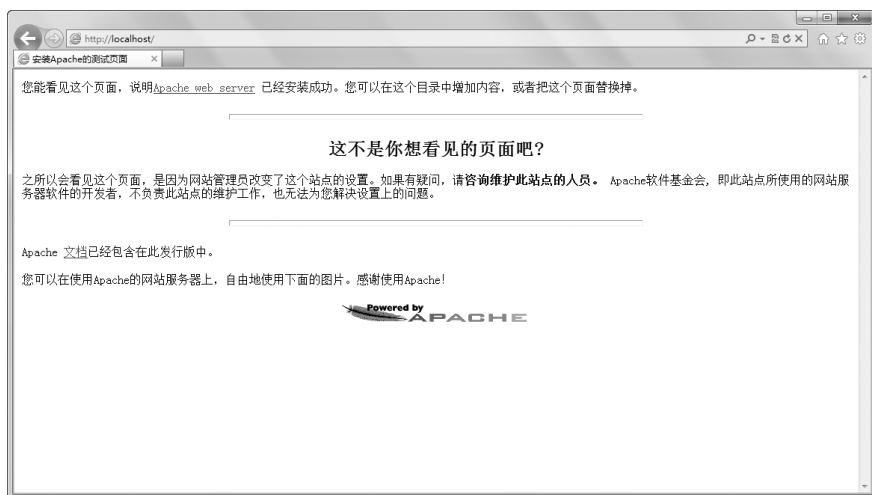 http://localhost/
安装Apache的测试页面
您能看见这个页面，说明Apache web server 已经安装成功。您可以在这个目录中增加内容，或者把这个页面替换掉。
这不是你想看见的页面吧?
之所以会看见这个页面，是因为网站管理员改变了这个站点的设置。如果有疑问，请咨询维护此站点的人员。 Apache软件基金会, 即此站点所使用的网站服
务器软件的开发者，不负责此站点的维护工作，也无法为您解决设置上的问题。
Apache 文档已经包含在此发行版中。
您可以在使用Apache的网站服务器上，自由地使用下面的图片。感谢使用Apache!
Powered by
APACHE